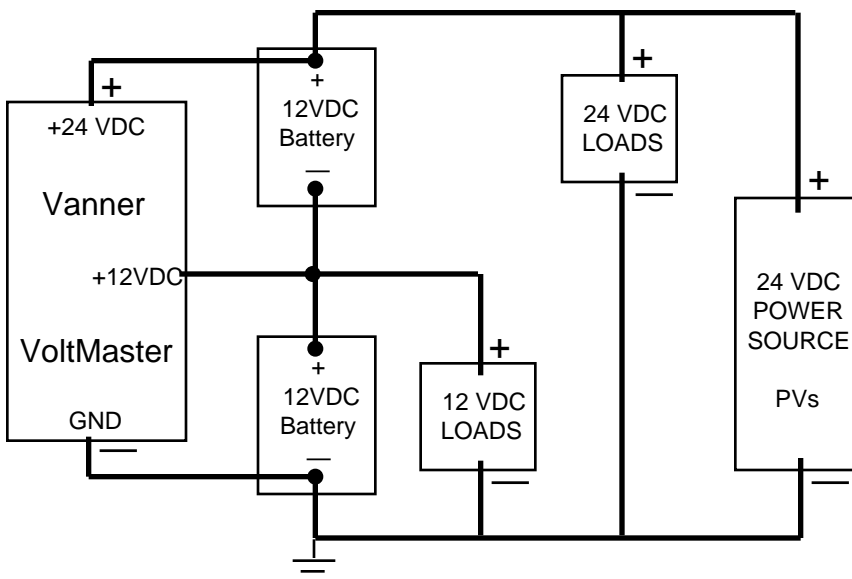 +
+24 VDC
Vanner
+12VDC
VoltMaster
GND
—
+
12VDC
Battery
—
+
12VDC
Battery
—
+
12 VDC
LOADS
—
+
24 VDC
LOADS
—
+
24 VDC
POWER
SOURCE
PVs
—